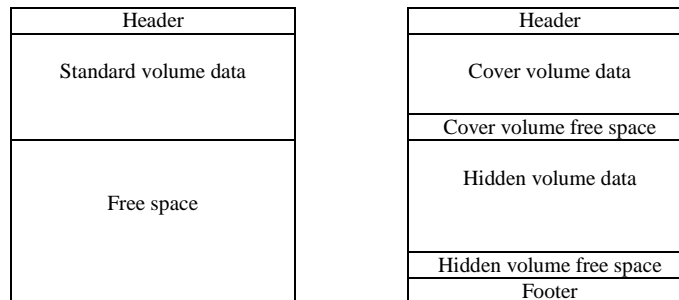 Header
Standard volume data
Free space
Header
Cover volume data
Cover volume free space
Hidden volume data
Hidden volume free space
Footer